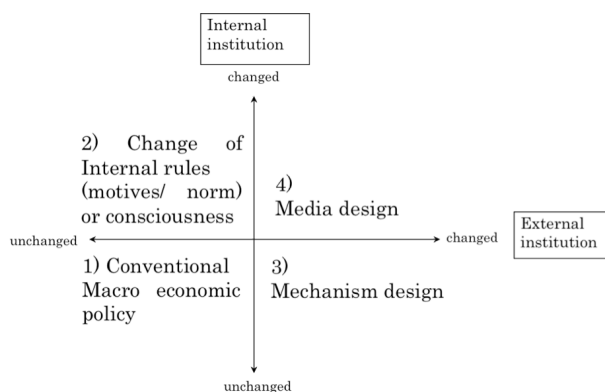 Internal
institution
changed
2) Change of
Internal rules
(motives/ norm)
or consciousness
4)
Media design
unchanged
changed
External
institution
1) Conventional
Macro economic
policy
3)
Mechanism design
unchanged